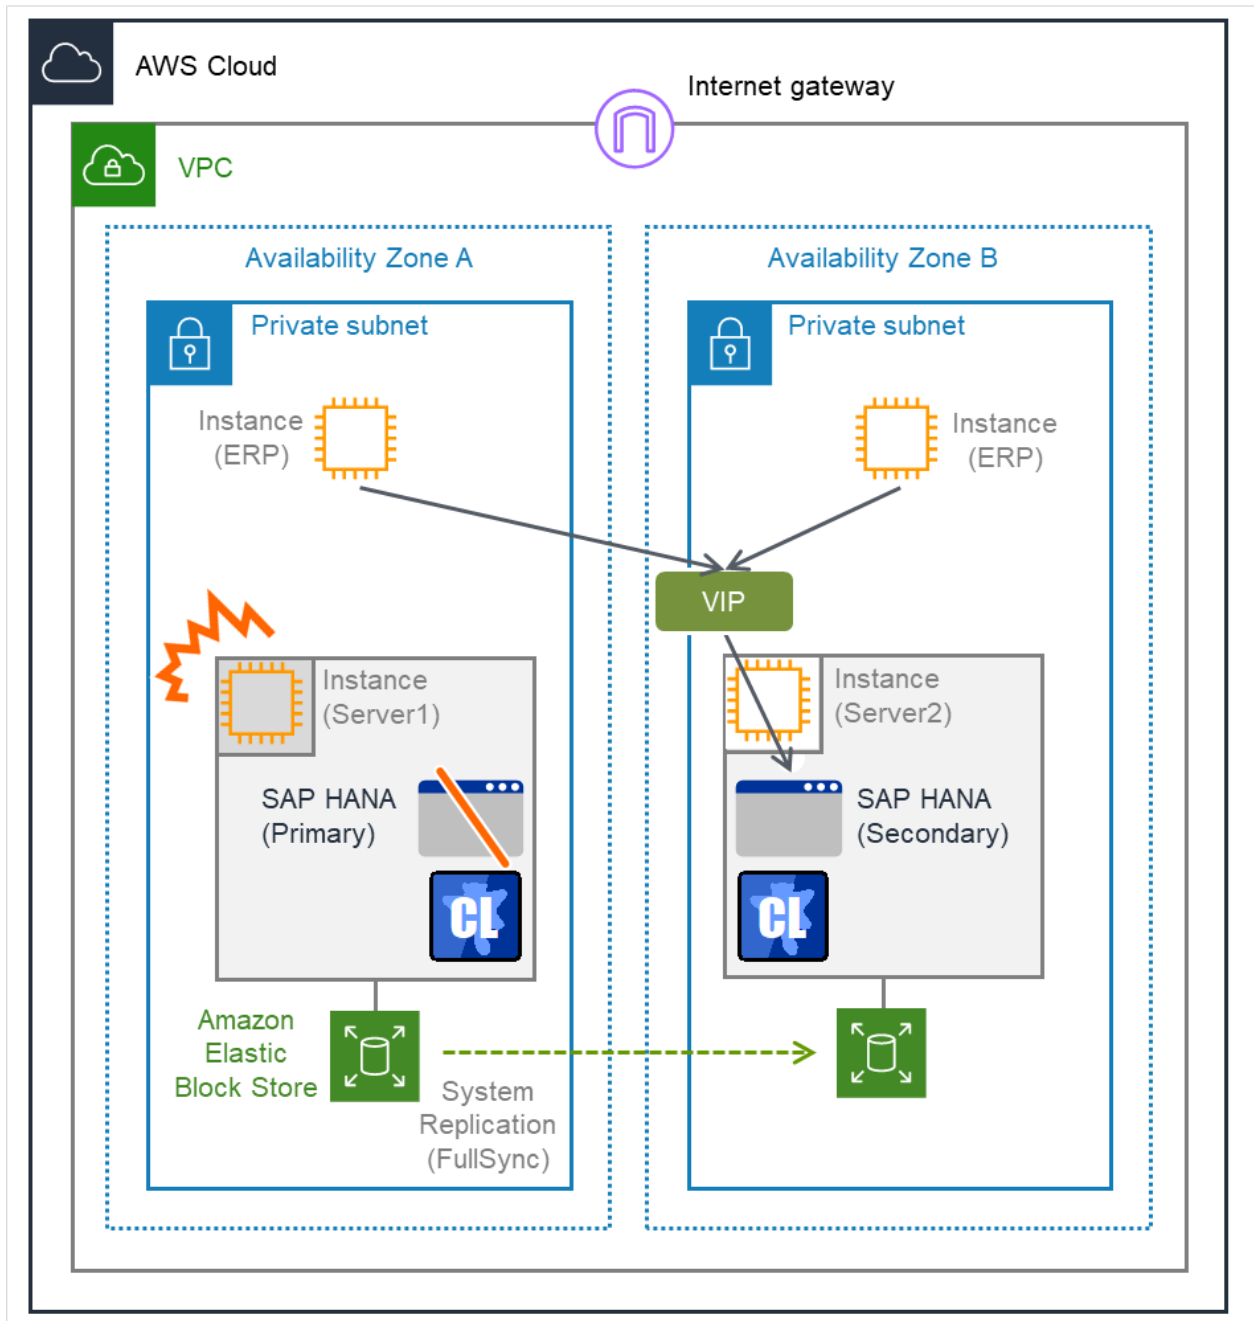 AWS Cloud
Internet gateway
VPC
Availability Zone A
Availability Zone B
Private subnet
Private subnet
Instance
(ERP)
Instance
(ERP)
VIP
Instance
(Server1)
Instance
(Server2)
SAP HANA
(Primary)
SAP HANA
(Secondary)
CL
CL
Amazon
Elastic
Block Store
System
Replication
(FullSync)